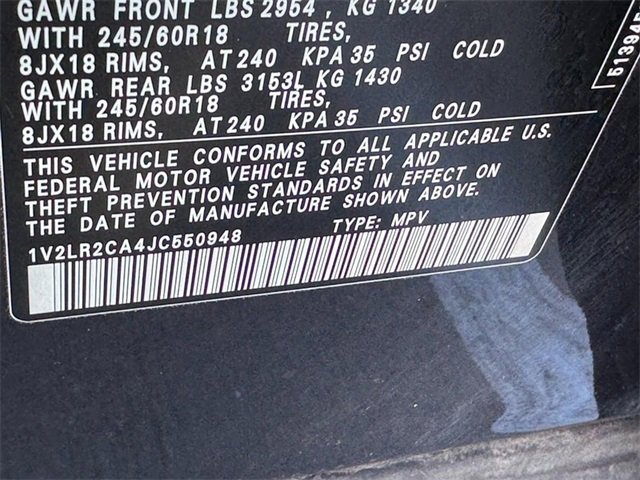 GAWR FRONT LBS 2954 , KG 1340
WITH 245/60R18 TIRES,
8JX18 RIMS, AT 240 KPA 35 PSI COLD
GAWR REAR LBS 3153L KG 1430
WITH 245/60R18 TIRES,
8JX18 RIMS, AT 240 KPA 35 PSI COLD
THIS VEHICLE CONFORMS TO ALL APPLICABLE U.S.
FEDERAL MOTOR VEHICLE SAFETY AND
THEFT PREVENTION STANDARDS IN EFFECT ON
THE DATE OF MANUFACTURE SHOWN ABOVE.
1V2LR2CA4JC550948 TYPE: MPV